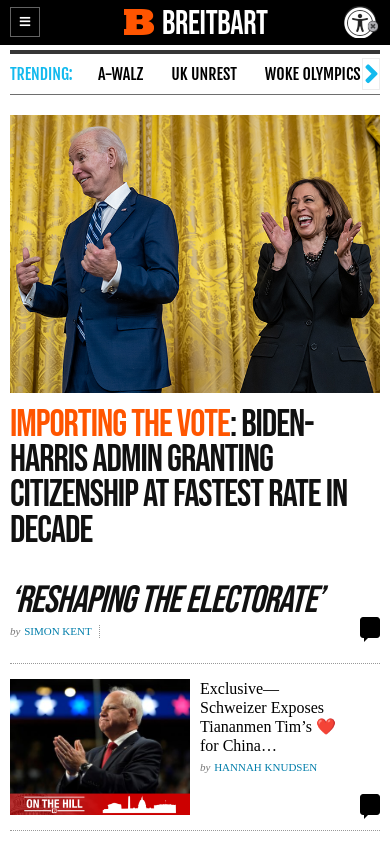 BREITBART
TRENDING: A-WALZ UK UNREST WOKE OLYMPICS
IMPORTING THE VOTE: BIDEN-
HARRIS ADMIN GRANTING
CITIZENSHIP AT FASTEST RATE IN
DECADE
‘RESHAPING THE ELECTORATE’
by SIMON KENT
Exclusive—
Schweizer Exposes
Tiananmen Tim’s ❤️
for China…
by HANNAH KNUDSEN
ON THE HILL